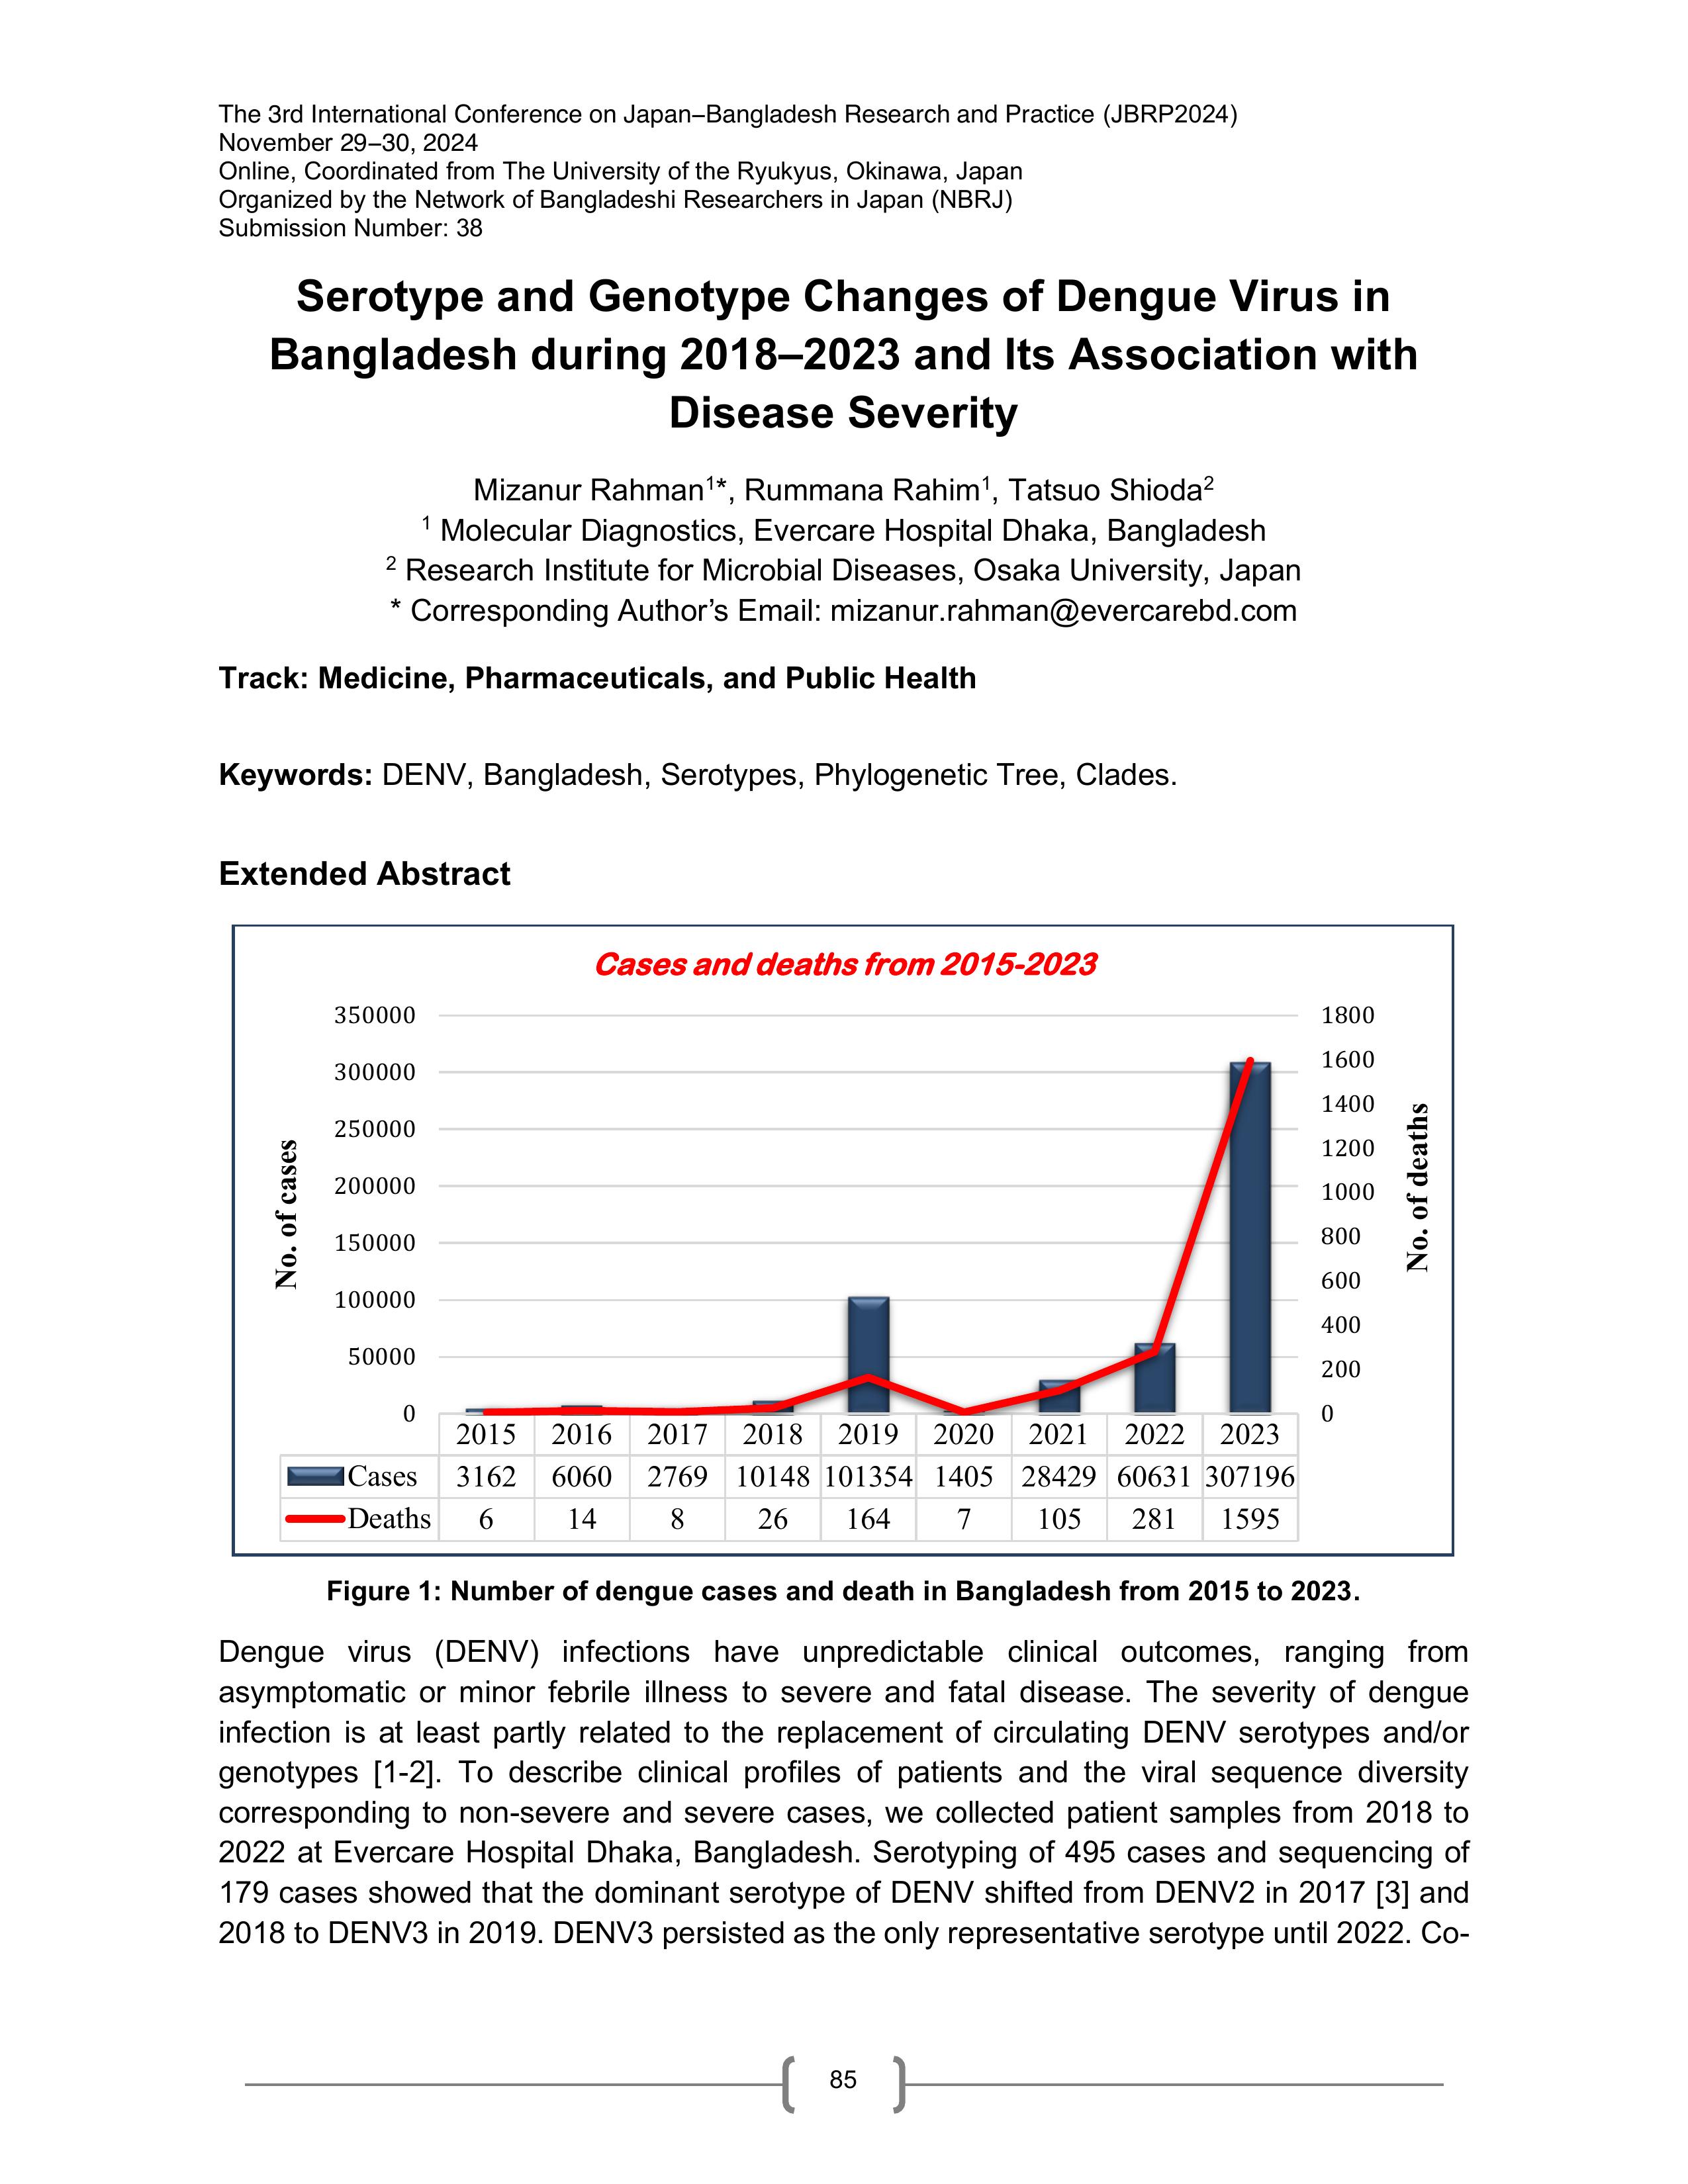 The 3rd International Conference on Japan–Bangladesh Research and Practice (JBRP2024)
November 29–30, 2024
Online, Coordinated from The University of the Ryukyus, Okinawa, Japan
Organized by the Network of Bangladeshi Researchers in Japan (NBRJ)
Submission Number: 38
Serotype and Genotype Changes of Dengue Virus in
Bangladesh during 2018–2023 and Its Association with
Disease Severity
Mizanur Rahman1*, Rummana Rahim1, Tatsuo Shioda2
1 Molecular Diagnostics, Evercare Hospital Dhaka, Bangladesh
2 Research Institute for Microbial Diseases, Osaka University, Japan
* Corresponding Author’s Email: mizanur.rahman@evercarebd.com
Track: Medicine, Pharmaceuticals, and Public Health
Keywords: DENV, Bangladesh, Serotypes, Phylogenetic Tree, Clades.
Extended Abstract
Cases and deaths from 2015-2023
No. of cases
350000
300000
250000
200000
150000
100000
50000
0
1800
1600
1400
1200
1000
800
600
400
200
0
No. of deaths
2015 2016 2017 2018 2019 2020 2021 2022 2023
Cases 3162 6060 2769 10148 101354 1405 28429 60631 307196
Deaths 6 14 8 26 164 7 105 281 1595
Figure 1: Number of dengue cases and death in Bangladesh from 2015 to 2023.
Dengue virus (DENV) infections have unpredictable clinical outcomes, ranging from
asymptomatic or minor febrile illness to severe and fatal disease. The severity of dengue
infection is at least partly related to the replacement of circulating DENV serotypes and/or
genotypes [1-2]. To describe clinical profiles of patients and the viral sequence diversity
corresponding to non-severe and severe cases, we collected patient samples from 2018 to
2022 at Evercare Hospital Dhaka, Bangladesh. Serotyping of 495 cases and sequencing of
179 cases showed that the dominant serotype of DENV shifted from DENV2 in 2017 [3] and
2018 to DENV3 in 2019. DENV3 persisted as the only representative serotype until 2022. Co-
85